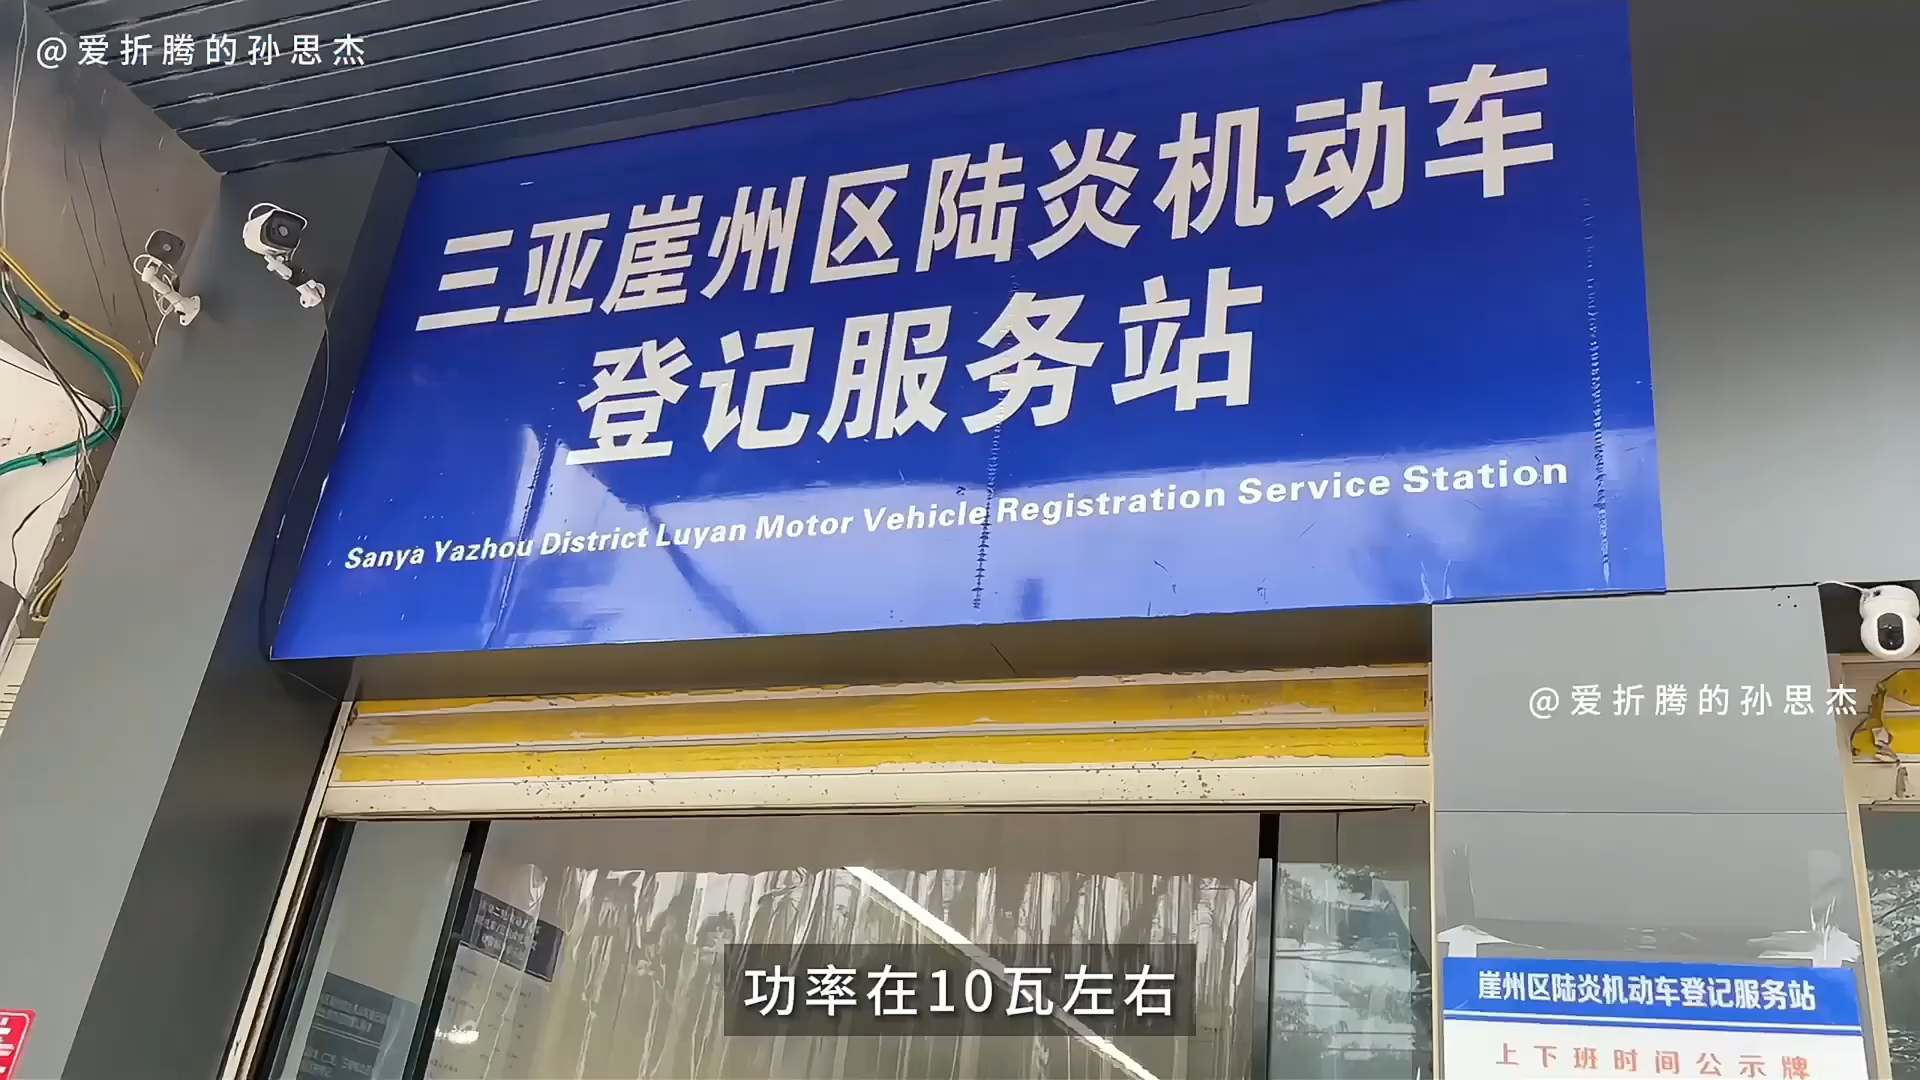 @爱折腾的孙思杰
三亚崖州区陆炎机动车
登记服务站
Sanya Yazhou District Luyan Motor Vehicle Registration Service Station
@爱折腾的孙思杰
功率在10瓦左右
崖州区陆炎机动车登记服务站
上下班时间公示牌